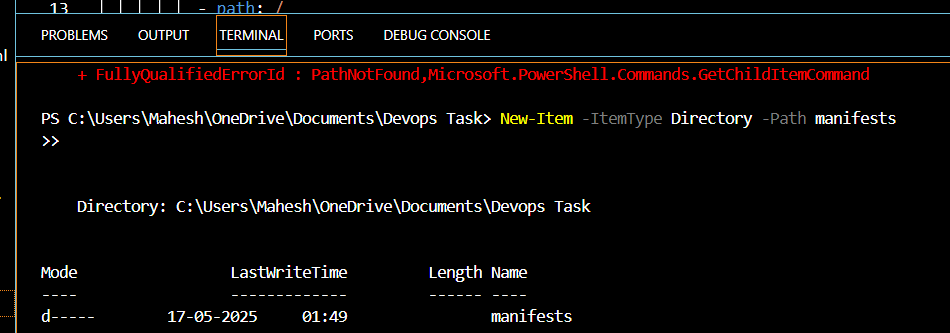 13 - path: /
PROBLEMS OUTPUT TERMINAL PORTS DEBUG CONSOLE
+ FullyQualifiedErrorId : PathNotFound,Microsoft.PowerShell.Commands.GetChildItemCommand
PS C:\Users\Mahesh\OneDrive\Documents\Devops Task> New-Item -ItemType Directory -Path manifests
>>
Directory: C:\Users\Mahesh\OneDrive\Documents\Devops Task
Mode LastWriteTime Length Name
---- ------------- ------ ----
d----- 17-05-2025 01:49 manifests